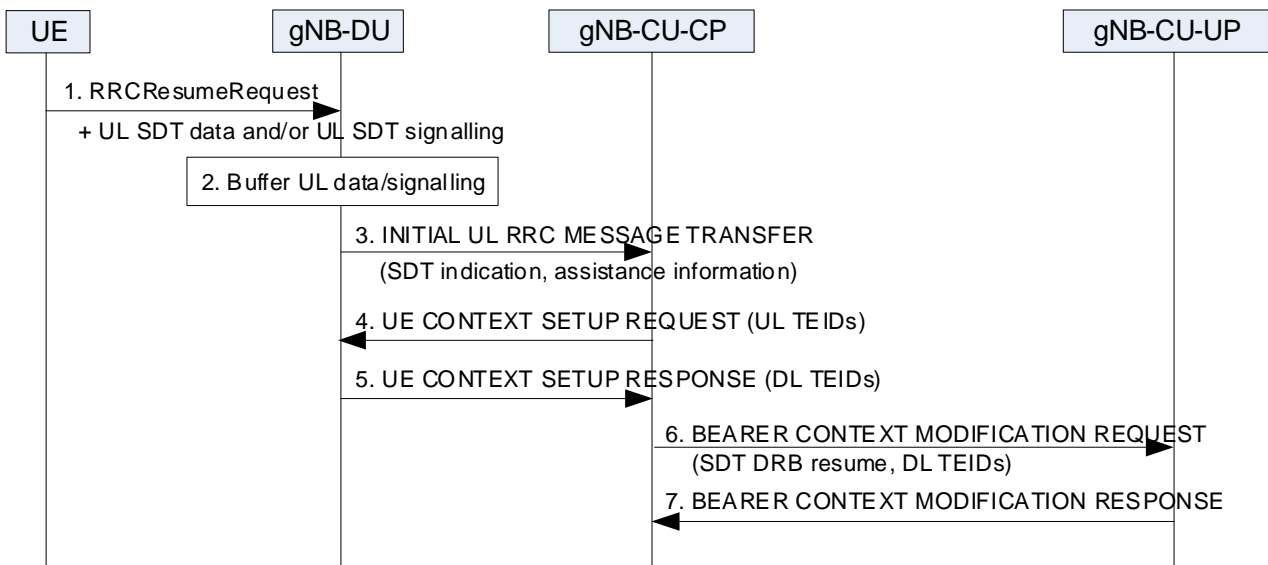 UE gNB-DU gNB-CU-CP gNB-CU-UP
1. RRCResumeRequest
+ UL SDT data and/or UL SDT signalling
2. Buffer UL data/signalling
3. INITIAL UL RRC MESSAGE TRANSFER
(SDT indication, assistance information)
4. UE CONTEXT SETUP REQUEST (UL TEIDs)
5. UE CONTEXT SETUP RESPONSE (DL TEIDs)
6. BEARER CONTEXT MODIFICATION REQUEST
(SDT DRB resume, DL TEIDs)
7. BEARER CONTEXT MODIFICATION RESPONSE